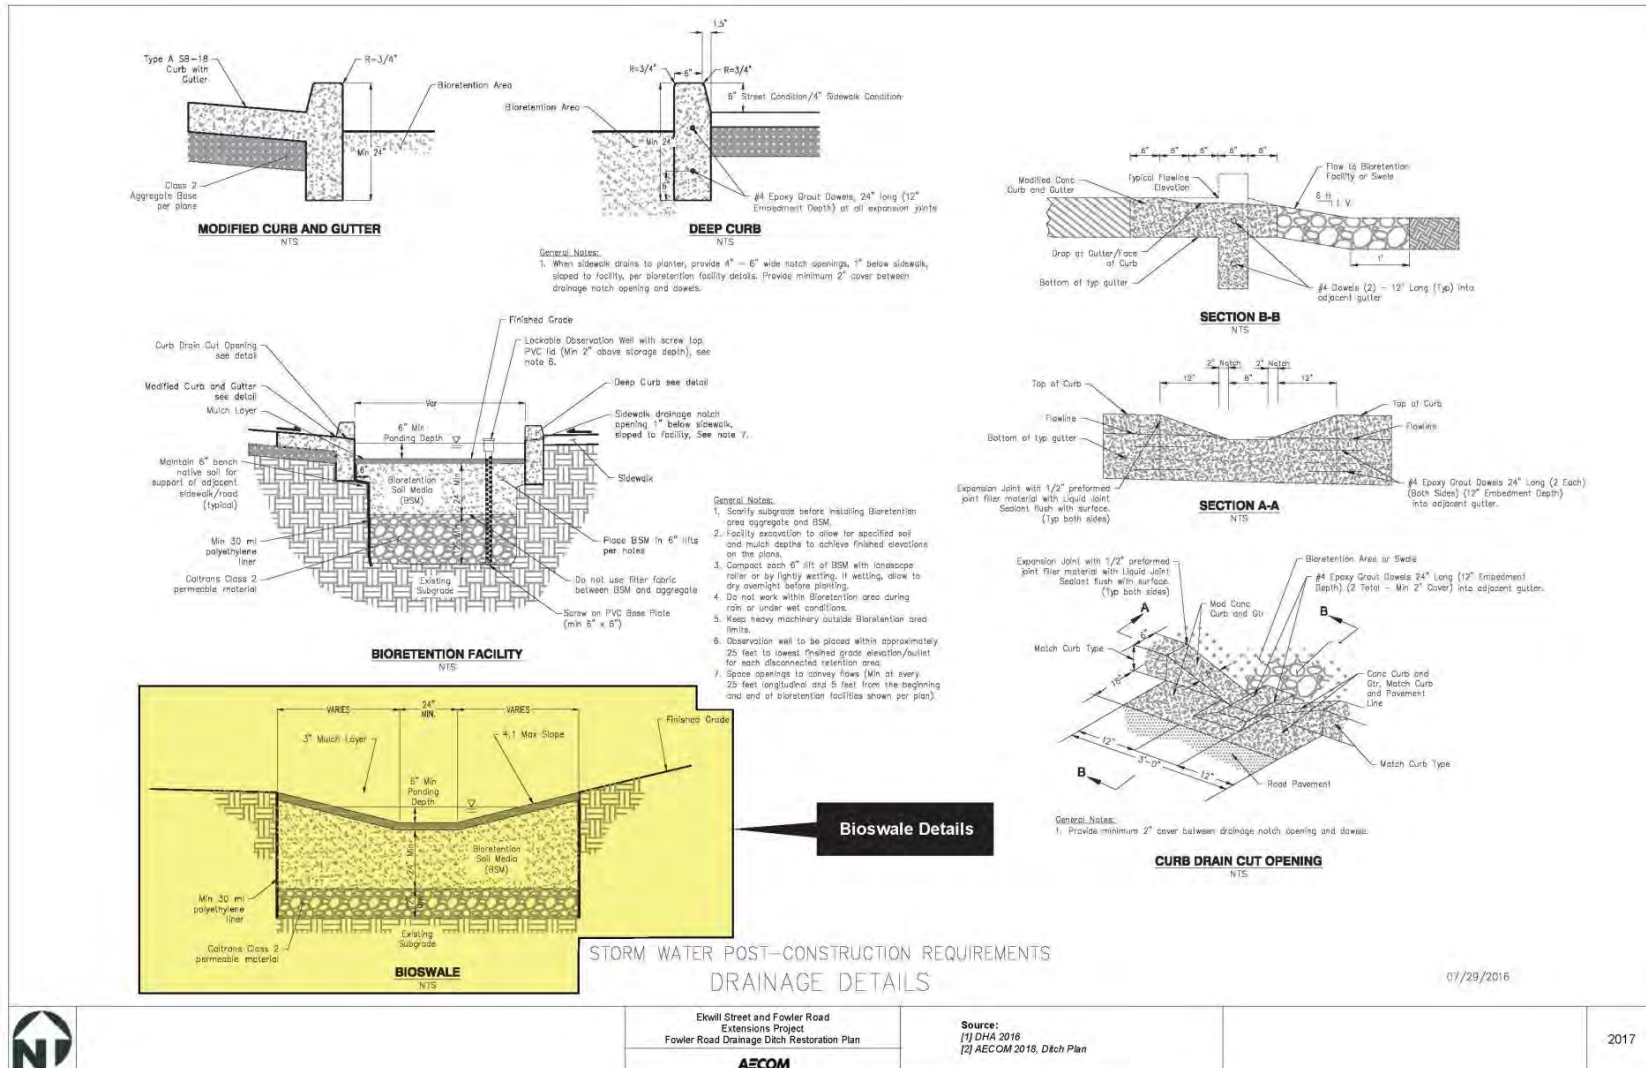 Type A SB-18
Curb with
Gutter
R=3/4"
Bioretention Area
Min 24"
Class 2
Aggregate Base
per plans
MODIFIED CURB AND GUTTER
NTS
1.5"
R=3/4"
6"
R=3/4"
6" Street Condition/4" Sidewalk Condition
Bioretention Area
Min 24"
6"
#4 Epoxy Grout Dowels, 24" long (12"
Embedment Depth) at all expansion joints
DEEP CURB
NTS
General Notes:
1. When sidewalk drains to planter, provide 4" - 6" wide notch openings, 1" below sidewalk,
sloped to facility, per bioretention facility details. Provide minimum 2" cover between
drainage notch opening and dowels.
6" 6" 6" 6" 6"
Modified Conc
Curb and Gutter
Typical Flowline
Elevation
Flow to Bioretention
Facility or Swale
6 H
1 V
Drop at Gutter/Face
of Curb
Bottom of typ gutter
1'
#4 Dowels (2) - 12" Long (Typ) into
adjacent gutter
SECTION B-B
NTS
Finished Grade
Lockable Observation Well with screw top
PVC lid (Min 2" above storage depth), see
note 6.
Curb Drain Cut Opening
see detail
Modified Curb and Gutter
see detail
Mulch Layer
Var
6" Min
Ponding Depth
Deep Curb see detail
Sidewalk drainage notch
opening 1" below sidewalk,
sloped to facility, See note 7.
Maintain 6" bench
native soil for
support of adjacent
sidewalk/road
(typical)
6"
Bioretention
Soil Media
(BSM)
24" Min
Sidewalk
Min 30 ml
polyethylene
liner
12" Min
Place BSM in 6" lifts
per notes
Caltrans Class 2
permeable material
Existing
Subgrade
Do not use filter fabric
between BSM and aggregate
Screw on PVC Base Plate
(min 6" x 6")
BIORETENTION FACILITY
NTS
General Notes:
1. Scarify subgrade before installing Bioretention
area aggregate and BSM.
2. Facility excavation to allow for specified soil
and mulch depths to achieve finished elevations
on the plans.
3. Compact each 6" lift of BSM with landscape
roller or by lightly wetting. If wetting, allow to
dry overnight before planting.
4. Do not work within Bioretention area during
rain or under wet conditions.
5. Keep heavy machinery outside Bioretention area
limits.
6. Observation well to be placed within approximately
25 feet to lowest finished grade elevation/outlet
for each disconnected retention area.
7. Space openings to convey flows (Min at every
25 feet longitudinal and 5 feet from the beginning
and end of bioretention facilities shown per plan).
2" Notch 2" Notch
12" 8" 12"
Top of Curb
Top of Curb
Flowline
Flowline
Bottom of typ gutter
Expansion Joint with 1/2" preformed
joint filler material with Liquid Joint
Sealant flush with surface.
(Typ both sides)
#4 Epoxy Grout Dowels 24" Long (2 Each)
(Both Sides) (12" Embedment Depth)
into adjacent gutter.
SECTION A-A
NTS
Expansion Joint with 1/2" preformed
joint filler material with Liquid Joint
Sealant flush with surface.
(Typ both sides)
Bioretention Area or Swale
#4 Epoxy Grout Dowels 24" Long (12" Embedment
Depth) (2 Total - Min 2" Cover) into adjacent gutter.
A
Mod Conc
Curb and Gtr
B
6"
Match Curb Type
18"
Conc Curb and
Gtr, Match Curb
and Pavement
Line
12"
3'-0"
12"
Match Curb Type
B
Road Pavement
General Notes:
1. Provide minimum 2" cover between drainage notch opening and dowels.
CURB DRAIN CUT OPENING
NTS
VARIES
24"
MIN.
VARIES
Finished Grade
3" Mulch Layer
4:1 Max Slope
6" Min
Ponding
Depth
Bioretention
Soil Media
(BSM)
24" Min
Min 30 ml
polyethylene
liner
Caltrans Class 2
permeable material
Existing
Subgrade
BIOSWALE
NTS
Bioswale Details
STORM WATER POST-CONSTRUCTION REQUIREMENTS
DRAINAGE DETAILS
07/29/2016
N
Ekwill Street and Fowler Road
Extensions Project
Fowler Road Drainage Ditch Restoration Plan
AECOM
Source:
[1] DHA 2016
[2] AECOM 2018, Ditch Plan
2017